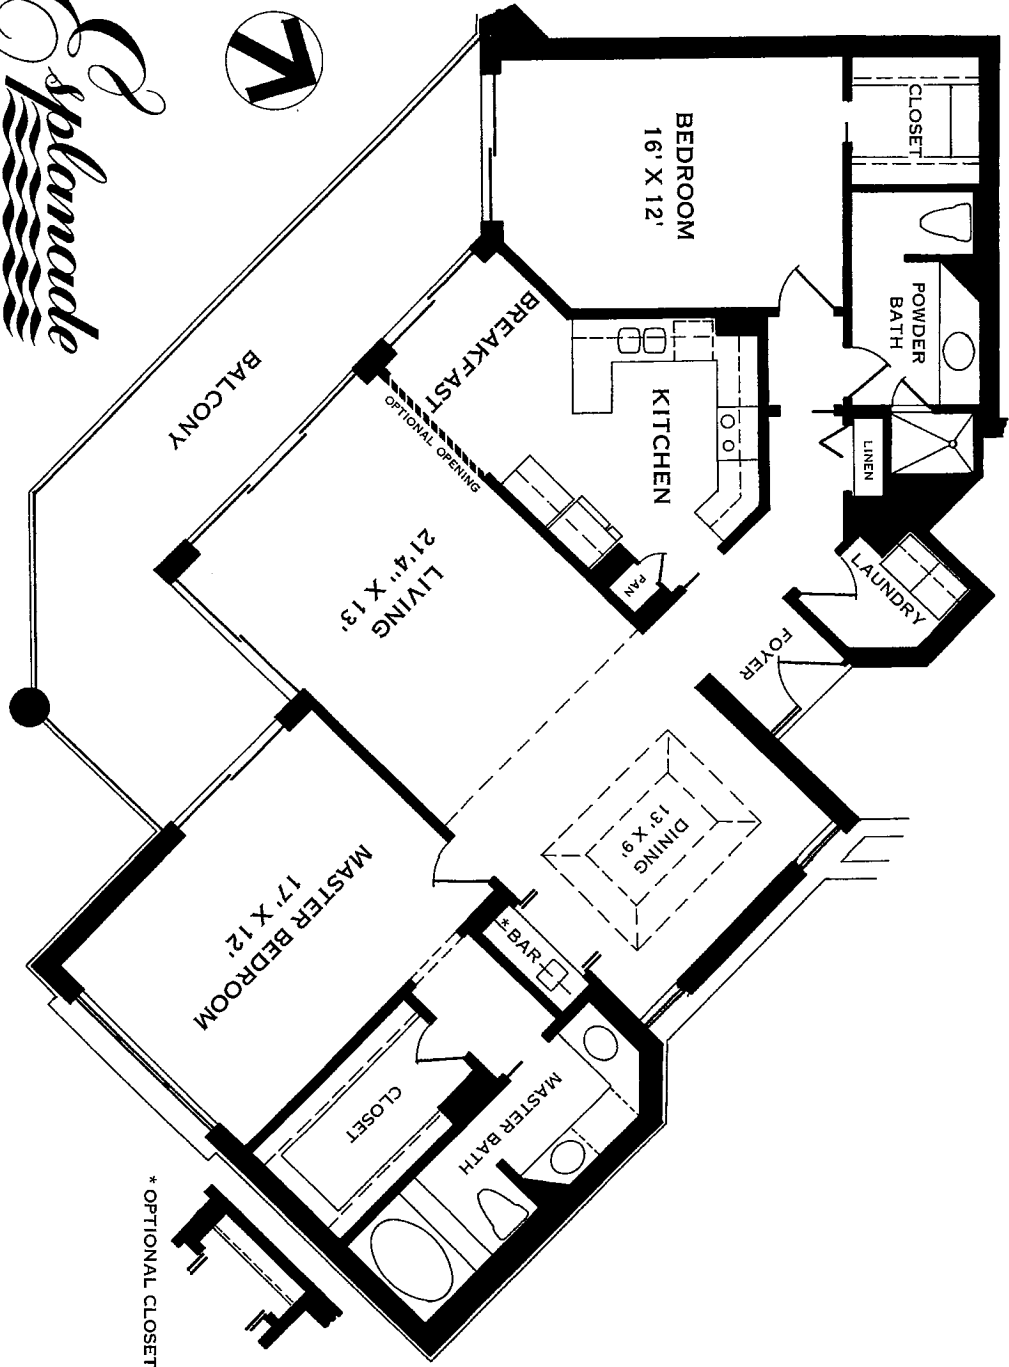 Esplanade
CLOSET
BEDROOM
16' X 12'
POWDER
BATH
BREAKFAST
BALCONY
OPTIONAL OPENING
KITCHEN
LINEN
LAUNDRY
PAN
LIVING
21'4" X 13'
FOYER
DINING
13' X 9'
MASTER BEDROOM
17' X 12'
* BAR
CLOSET
MASTER BATH
* OPTIONAL CLOSET